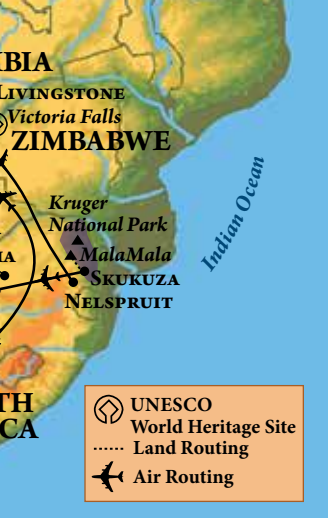 BIA
LIVINGSTONE
Victoria Falls
ZIMBABWE
Indian Ocean
Kruger
National Park
IA
MalaMala
SKUKUZA
NELSPRUIT
TH
CA
UNESCO
World Heritage Site
Land Routing
Air Routing